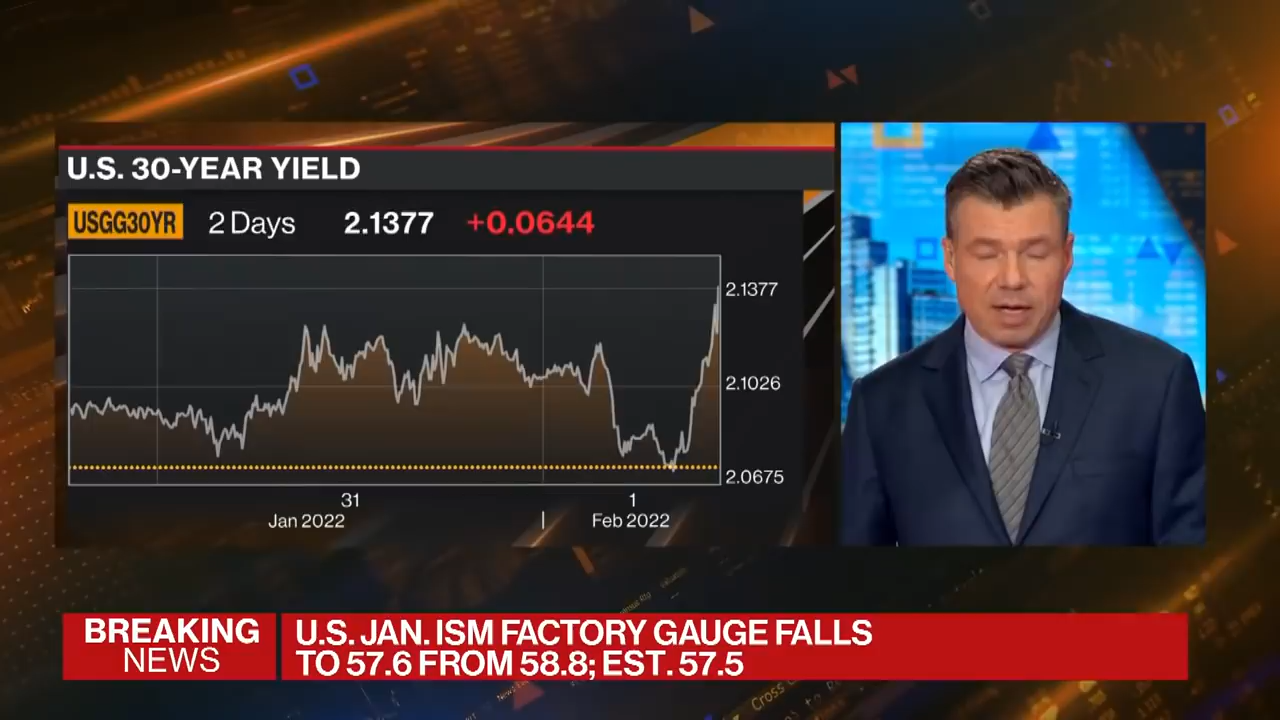 U.S. 30-YEAR YIELD
USGG30YR 2 Days 2.1377 +0.0644
2.1377
2.1026
2.0675
31 1
Jan 2022 | Feb 2022
BREAKING
NEWS
U.S. JAN. ISM FACTORY GAUGE FALLS
TO 57.6 FROM 58.8; EST. 57.5